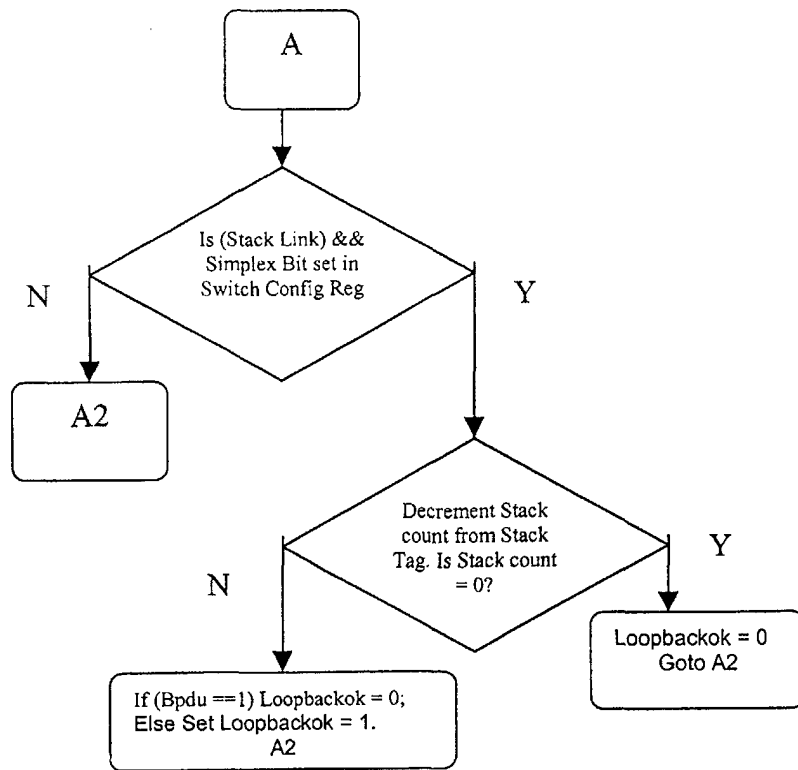 A
Is (Stack Link) &&
Simplex Bit set in
Switch Config Reg
N
Y
A2
Decrement Stack
count from Stack
Tag. Is Stack count
= 0?
N
Y
Loopbackok = 0
Goto A2
If (Bpdu ==1) Loopbackok = 0;
Else Set Loopbackok = 1.
A2